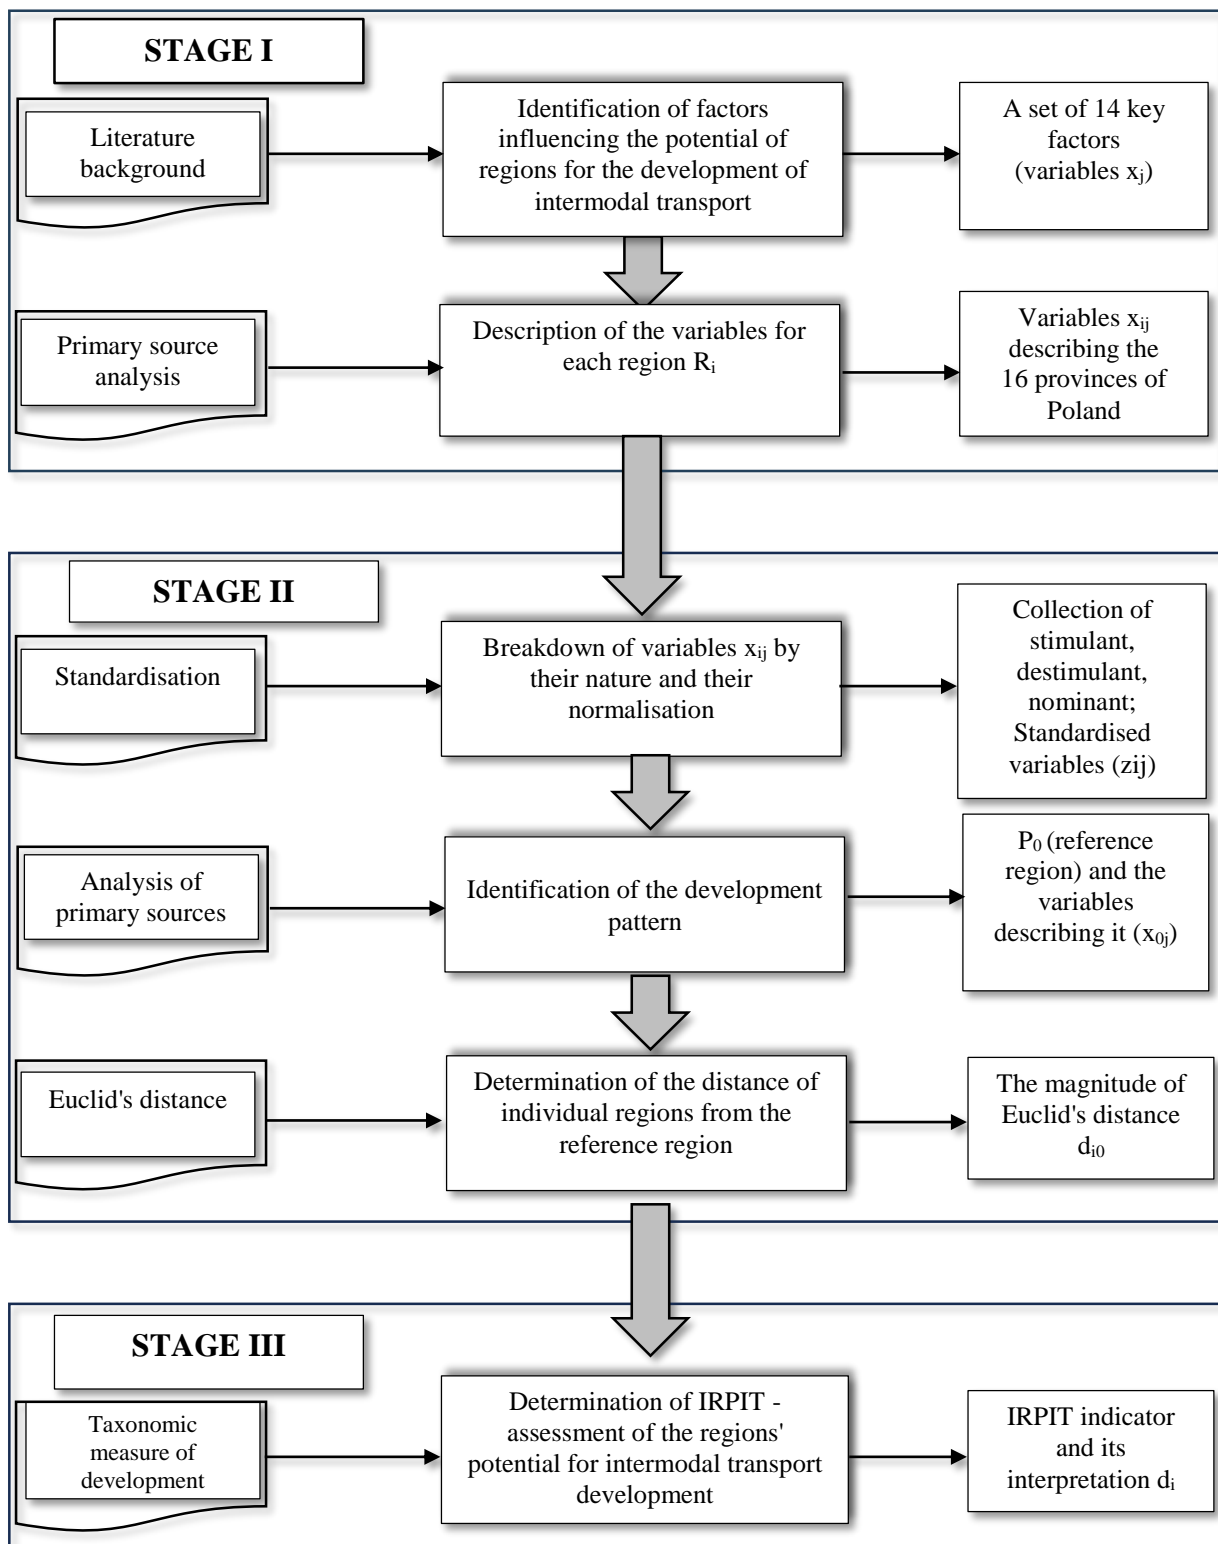 STAGE I
Literature
background
Identification of factors
influencing the potential of
regions for the development of
intermodal transport
A set of 14 key
factors
(variables xj)
Primary source
analysis
Description of the variables for
each region Ri
Variables xij
describing the
16 provinces of
Poland
STAGE II
Standardisation
Breakdown of variables xij by
their nature and their
normalisation
Collection of
stimulant,
destimulant,
nominant;
Standardised
variables (zij)
Analysis of
primary sources
Identification of the development
pattern
P0 (reference
region) and the
variables
describing it (x0j)
Euclid's distance
Determination of the distance of
individual regions from the
reference region
The magnitude of
Euclid's distance
di0
STAGE III
Taxonomic
measure of
development
Determination of IRPIT -
assessment of the regions'
potential for intermodal transport
development
IRPIT indicator
and its
interpretation di